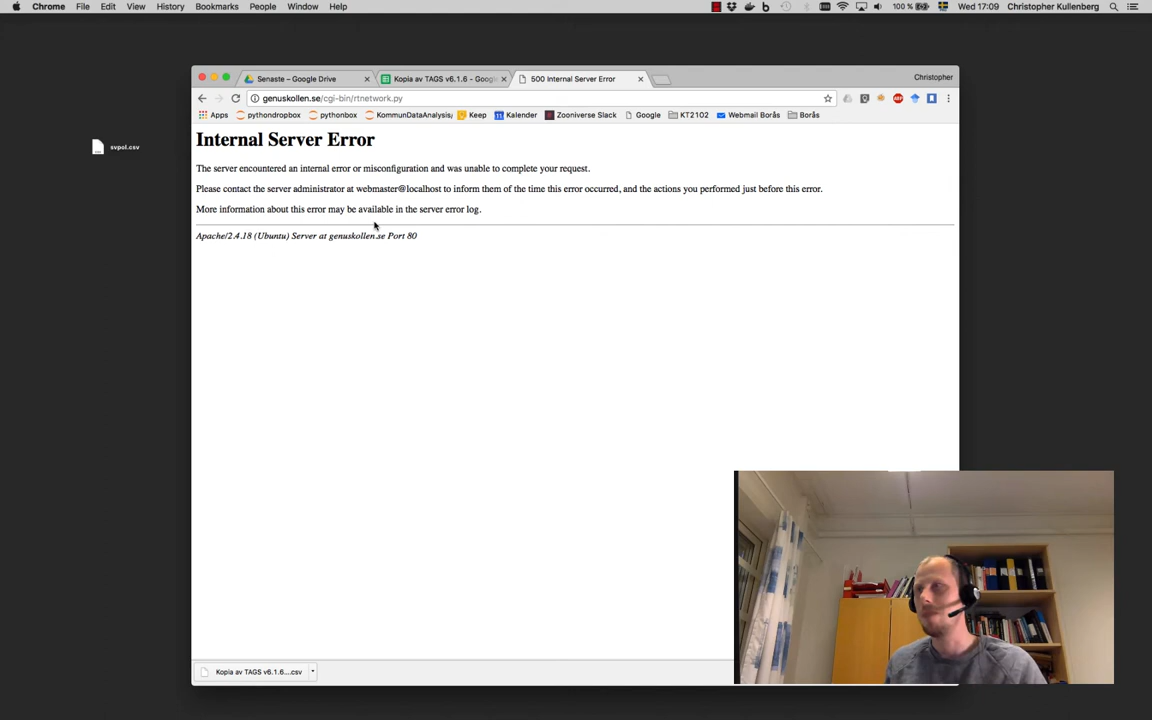 Chrome File Edit View History Bookmarks People Window Help 100 % Wed 17:09 Christopher Kullenberg
Senaste – Google Drive Kopia av TAGS v6.1.6 - Goog 500 Internal Server Error Christopher
genuskollen.se/cgi-bin/rtnetwork.py
Apps pythondropbox pythonbox KommunDataAnalysis Keep Kalender Zooniverse Slack Google KT2102 Webmail Borås Borås
Internal Server Error
svpol.csv
The server encountered an internal error or misconfiguration and was unable to complete your request.
Please contact the server administrator at webmaster@localhost to inform them of the time this error occurred, and the actions you performed just before this error.
More information about this error may be available in the server error log.
Apache/2.4.18 (Ubuntu) Server at genuskollen.se Port 80
Kopia av TAGS v6.1.6....csv